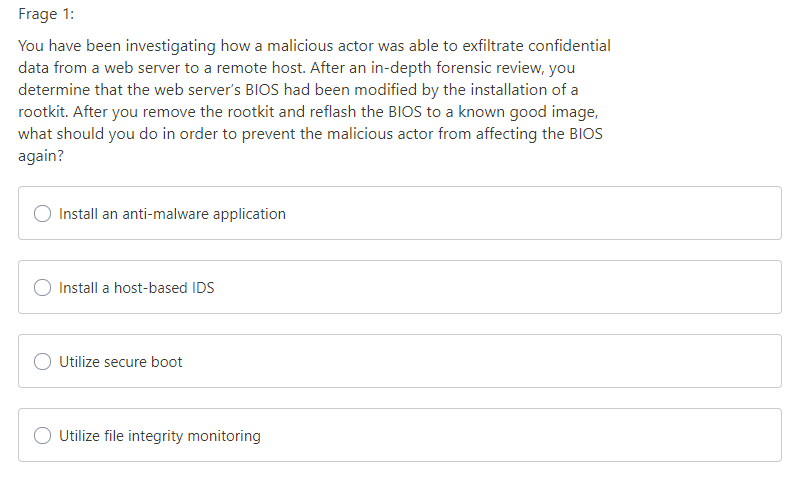 Frage 1:
You have been investigating how a malicious actor was able to exfiltrate confidential
data from a web server to a remote host. After an in-depth forensic review, you
determine that the web server's BIOS had been modified by the installation of a
rootkit. After you remove the rootkit and reflash the BIOS to a known good image,
what should you do in order to prevent the malicious actor from affecting the BIOS
again?
Install an anti-malware application
Install a host-based IDS
Utilize secure boot
Utilize file integrity monitoring